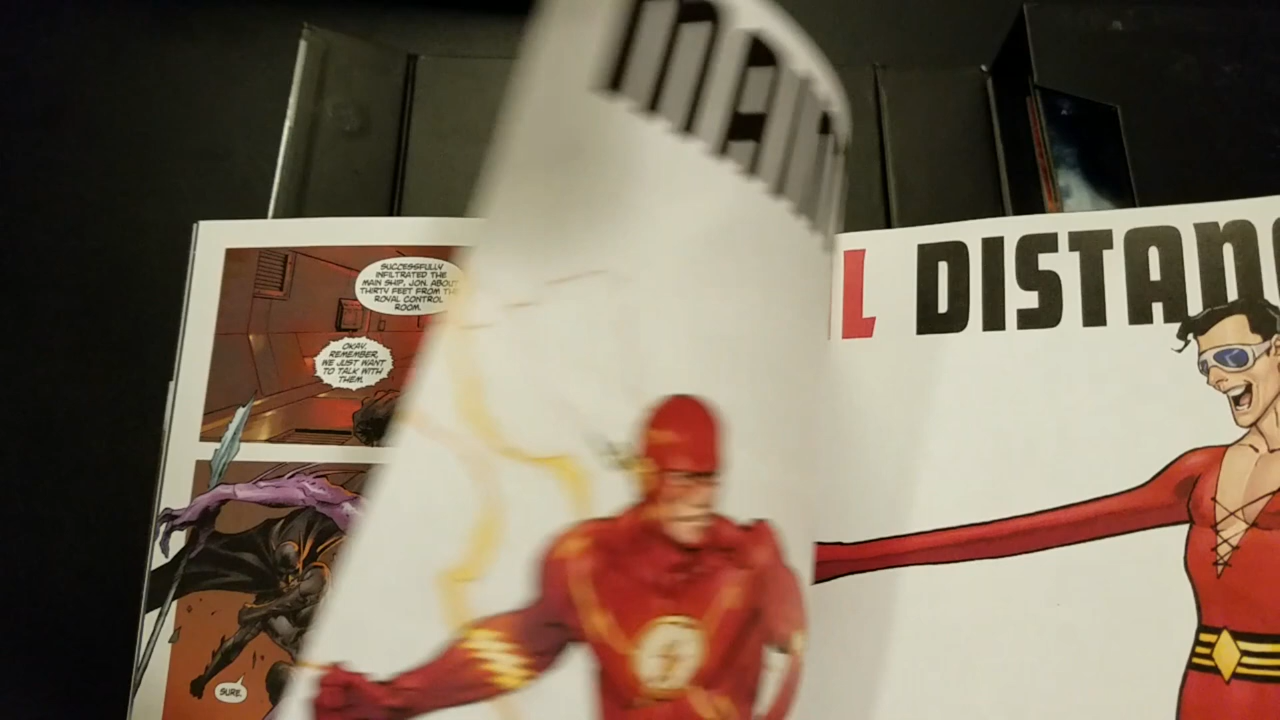 SUCCESSFULLY
INFILTRATED THE
MAIN SHIP, JON. ABOUT
THIRTY FEET FROM THE
ROYAL CONTROL
ROOM.
OKAY.
REMEMBER,
WE JUST WANT
TO TALK WITH
THEM.
SURE.
L DISTANC